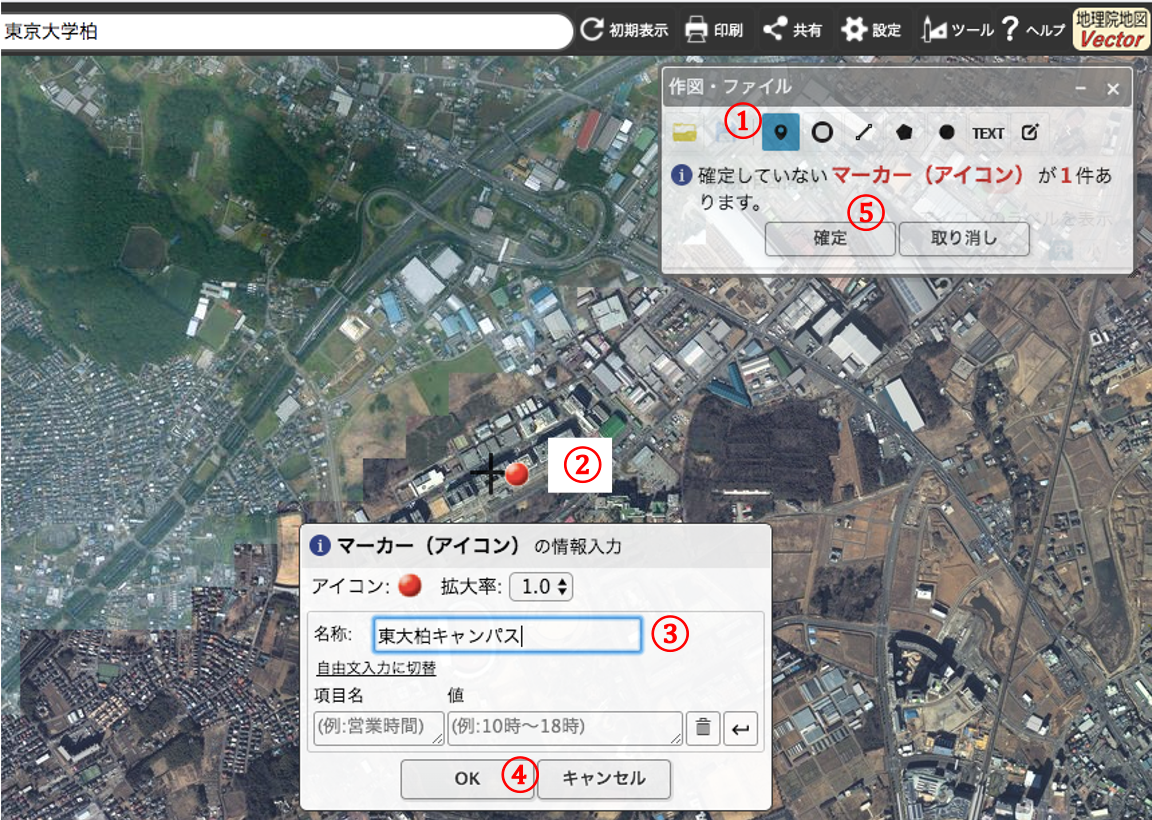 東京大学柏
初期表示 印刷 共有 設定 ツール ヘルプ
地理院地図
Vector
作図・ファイル
①
TEXT
確定していない マーカー（アイコン） が 1 件あ
ります。
⑤
確定 取り消し
②
マーカー（アイコン） の情報入力
アイコン: 拡大率: 1.0
名称: 東大柏キャンパス ③
自由文入力に切替
項目名 値
(例:営業時間) (例:10時～18時)
OK ④ キャンセル